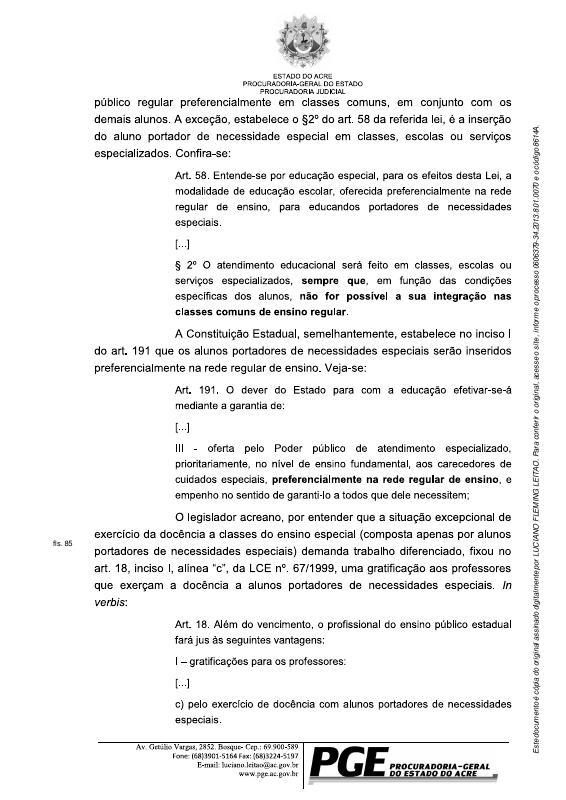 ESTADO DO ACRE
PROCURADORIA-GERAL DO ESTADO
PROCURADORIA JUDICIAL
público regular preferencialmente em classes comuns, em conjunto com os
demais alunos. A exceção, estabelece o §2º do art. 58 da referida lei, é a inserção
do aluno portador de necessidade especial em classes, escolas ou serviços
especializados. Confira-se:
Art. 58. Entende-se por educação especial, para os efeitos desta Lei, a
modalidade de educação escolar, oferecida preferencialmente na rede
regular de ensino, para educandos portadores de necessidades
especiais.
[...]
§ 2º O atendimento educacional será feito em classes, escolas ou
serviços especializados, sempre que, em função das condições
específicas dos alunos, não for possível a sua integração nas
classes comuns de ensino regular.
A Constituição Estadual, semelhantemente, estabelece no inciso I
do art. 191 que os alunos portadores de necessidades especiais serão inseridos
preferencialmente na rede regular de ensino. Veja-se:
Art. 191. O dever do Estado para com a educação efetivar-se-á
mediante a garantia de:
[...]
III - oferta pelo Poder público de atendimento especializado,
prioritariamente, no nível de ensino fundamental, aos carecedores de
cuidados especiais, preferencialmente na rede regular de ensino, e
empenho no sentido de garanti-lo a todos que dele necessitem;
O legislador acreano, por entender que a situação excepcional de
exercício da docência a classes do ensino especial (composta apenas por alunos
portadores de necessidades especiais) demanda trabalho diferenciado, fixou no
art. 18, inciso I, alínea “c”, da LCE nº. 67/1999, uma gratificação aos professores
que exerçam a docência a alunos portadores de necessidades especiais. In
verbis:
Art. 18. Além do vencimento, o profissional do ensino público estadual
fará jus às seguintes vantagens:
I – gratificações para os professores:
[...]
c) pelo exercício de docência com alunos portadores de necessidades
especiais.
fls. 85
Av. Getúlio Vargas, 2852. Bosque- Cep.: 69.900-589
Fone: (68)3901-5164 Fax: (68)3224-5197
E-mail: luciano.leitao@ac.gov.br
www.pge.ac.gov.br
PGE PROCURADORIA-GERAL
DO ESTADO DO ACRE
Este documento é cópia do original assinado digitalmente por LUCIANO FLEMING LEITAO. Para conferir o original, acesse o site , informe o processo 0606379-34.2013.8.01.0070 e o código 8614A.